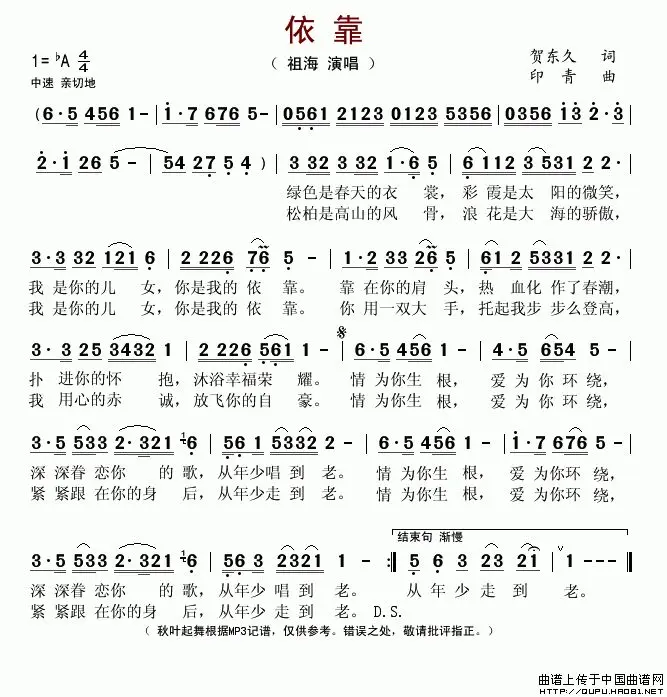 依靠
(祖海 演唱)
1=♭A 4/4
中速 亲切地
贺东久 词
印青 曲
(6·5 456 1- | i·7 676 5- | 0561 2123 0123 5356 | 0356 i3 2·3 |
2·i 26 5- | 54 27 5 4) | 3 32 3 32 1·6 5 | 6 112 3 531 2- |
绿色是春天的衣 裳，彩 霞是太 阳的微笑，
松柏是高山的风 骨，浪 花是大 海的骄傲，
3·3 32 121 6 | 2 2226 76 5- | 1·2 33 2 26 5 | 61 2 5331 2- |
我 是你的儿 女，你是我的 依 靠。 靠 在你的肩 头，热 血化 作了春潮，
我 是你的儿 女，你是我的 依 靠。 你 用一双大 手，托起我步 步么登高，
3·3 25 3432 1 | 2 2226 5·61 1- | 6·5 456 1- | 4·5 654 5- |
扑 进你的怀 抱，沐浴幸福荣 耀。 情 为你生 根， 爱 为 你 环 绕，
我 用心的赤 诚，放飞你的自 豪。 情 为你生 根， 爱 为 你 环 绕，
3·5 533 2·321 6 | 56 1 5332 2- | 6·5 456 1- | i·7 676 5- |
深 深眷 恋你 的 歌，从年少唱 到 老。 情 为你生 根， 爱 为你环 绕，
紧 紧跟 在你的身 后，从年少走 到 老。 情 为你生 根， 爱 为你环 绕，
结束句 渐慢
3·5 533 2·321 6 | 56 3 2321 1- :‖ 5 6 3 23 21 | 1--- ‖
深 深眷 恋你 的 歌，从年少 唱 到 老。 从 年 少 走 到 老。
紧 紧跟 在你的身 后，从年少 走 到 老。D.S.
(秋叶起舞根据MP3记谱，仅供参考。错误之处，敬请批评指正。)
曲谱上传于中国曲谱网
http://QUPU.HAO81.NET